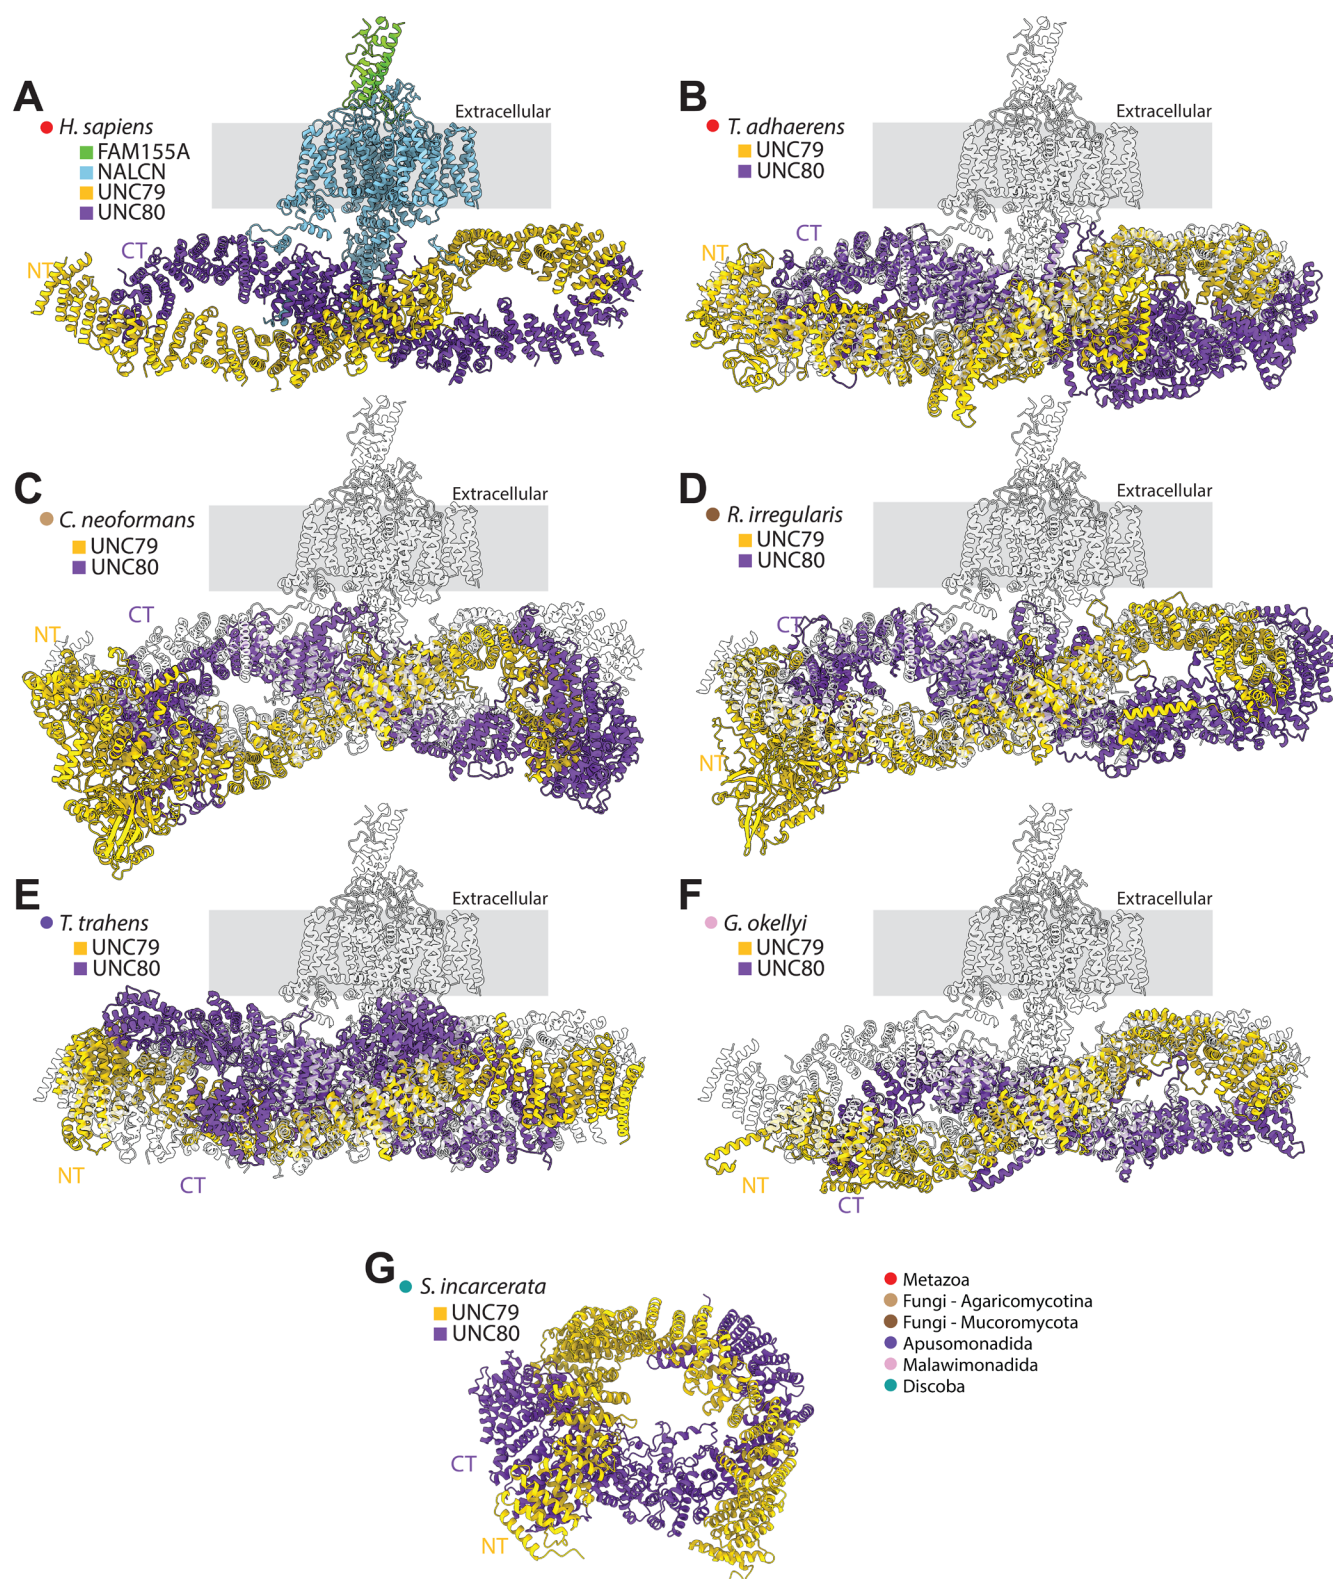 A
Extracellular
H. sapiens
FAM155A
NALCN
UNC79
UNC80
CT
NT
B
Extracellular
T. adhaerens
UNC79
UNC80
CT
NT
C
Extracellular
C. neoformans
UNC79
UNC80
CT
NT
D
Extracellular
R. irregularis
UNC79
UNC80
CT
NT
E
Extracellular
T. trahens
UNC79
UNC80
NT
CT
F
Extracellular
G. okellyi
UNC79
UNC80
NT
CT
G
S. incarcerata
UNC79
UNC80
CT
NT
Metazoa
Fungi - Agaricomycotina
Fungi - Mucoromycota
Apusomonadida
Malawimonadida
Discoba